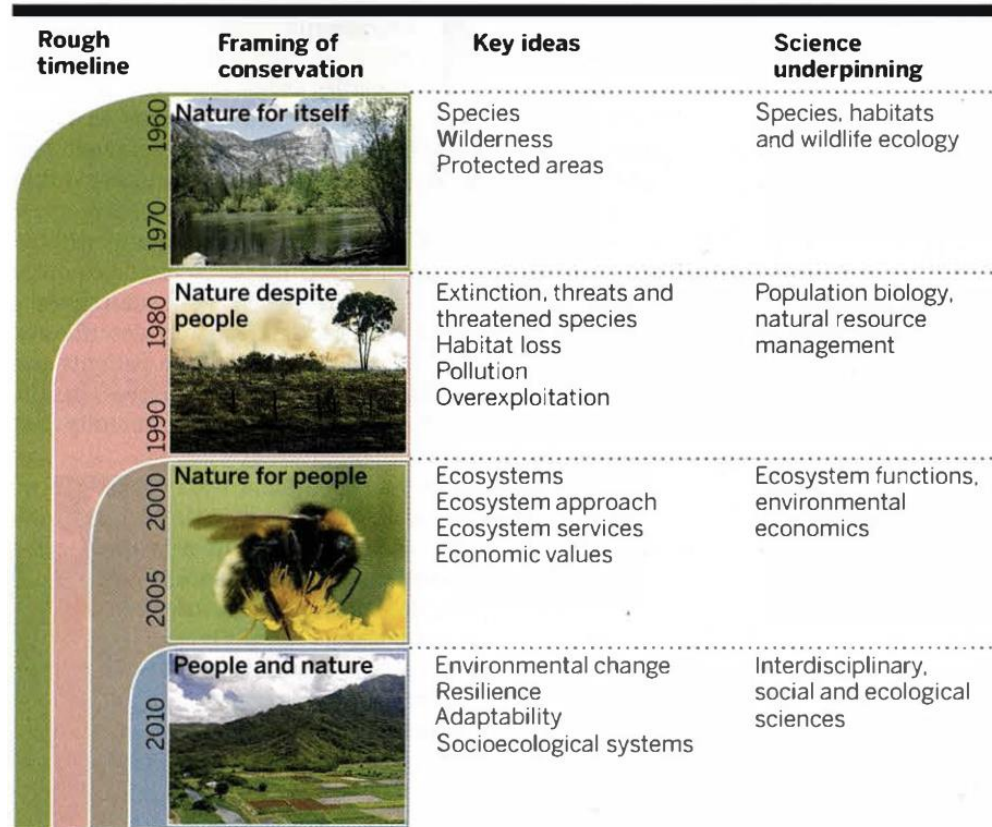 Rough
timeline
Framing of
conservation
Key ideas
Science
underpinning
1960
1970
Nature for itself
Species
Wilderness
Protected areas
Species, habitats
and wildlife ecology
1980
1990
Nature despite
people
Extinction, threats and
threatened species
Habitat loss
Pollution
Overexploitation
Population biology,
natural resource
management
2000
2005
Nature for people
Ecosystems
Ecosystem approach
Ecosystem services
Economic values
Ecosystem functions,
environmental
economics
2010
People and nature
Environmental change
Resilience
Adaptability
Socioecological systems
Interdisciplinary,
social and ecological
sciences